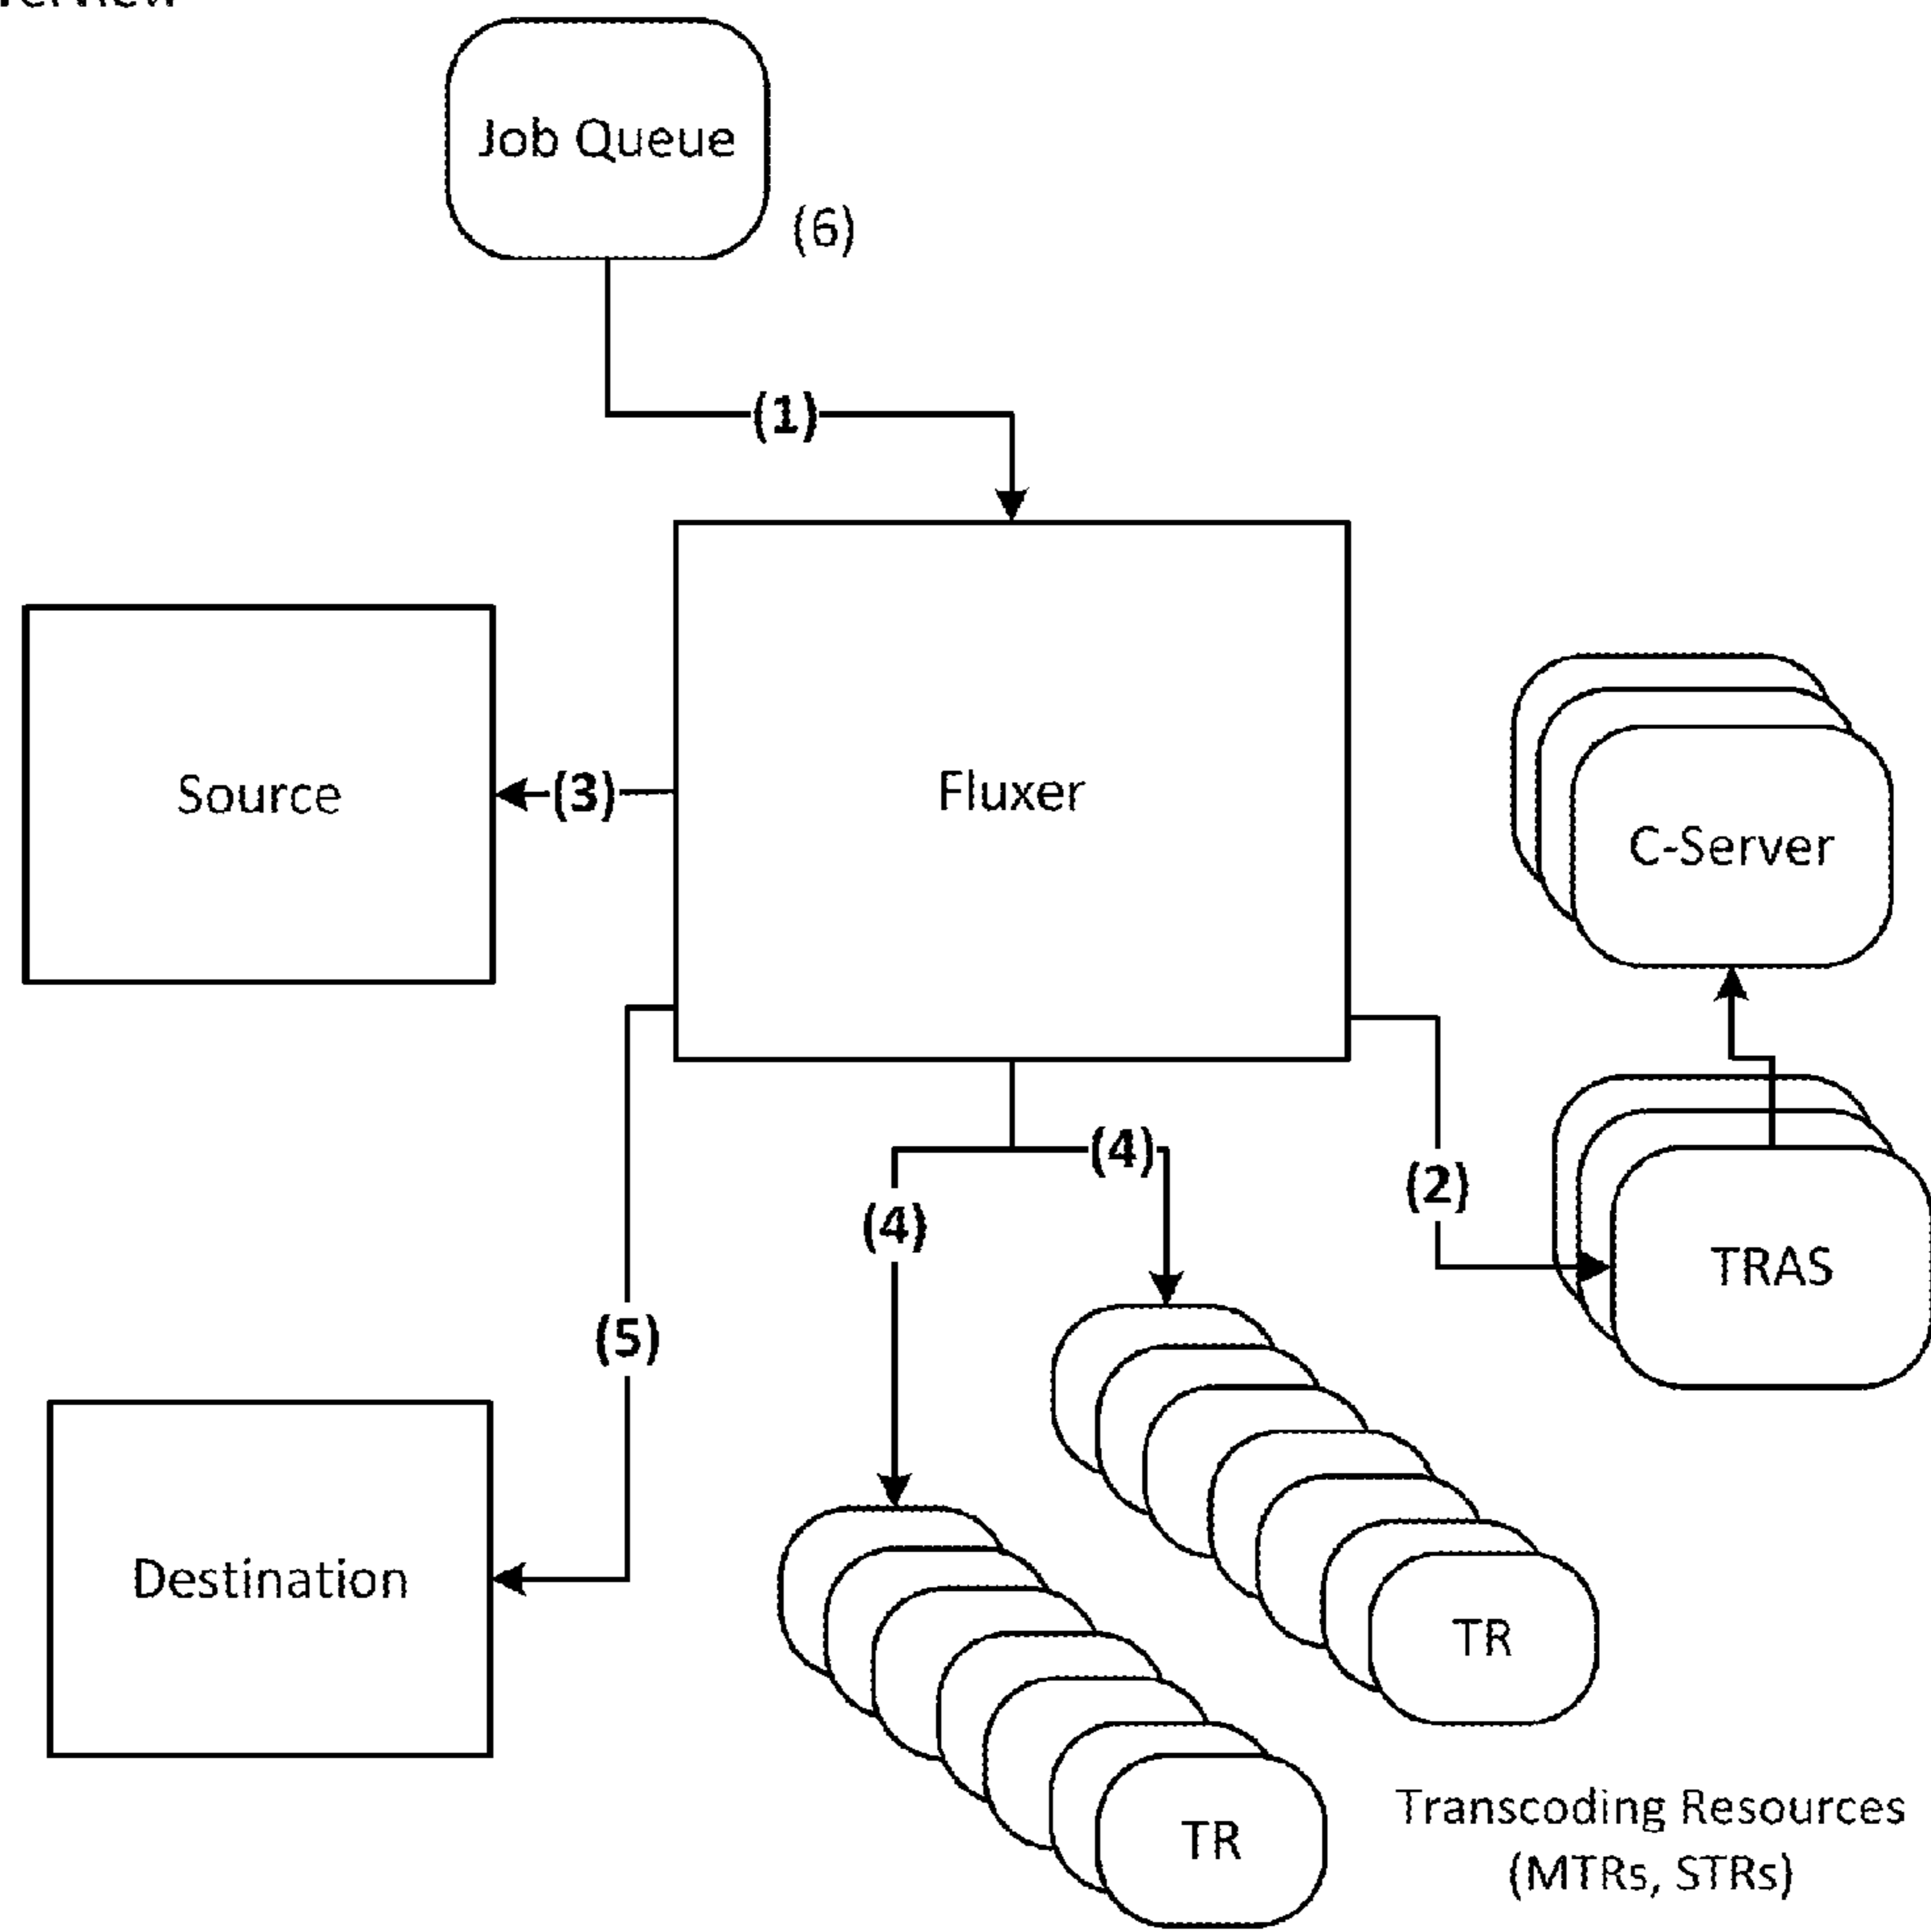 Job Queue
(6)
(1)
Source
(3)
Fluxer
C-Server
(4)
(2)
(4)
TRAS
(5)
Destination
TR
TR
Transcoding Resources
(MTRs, STRs)